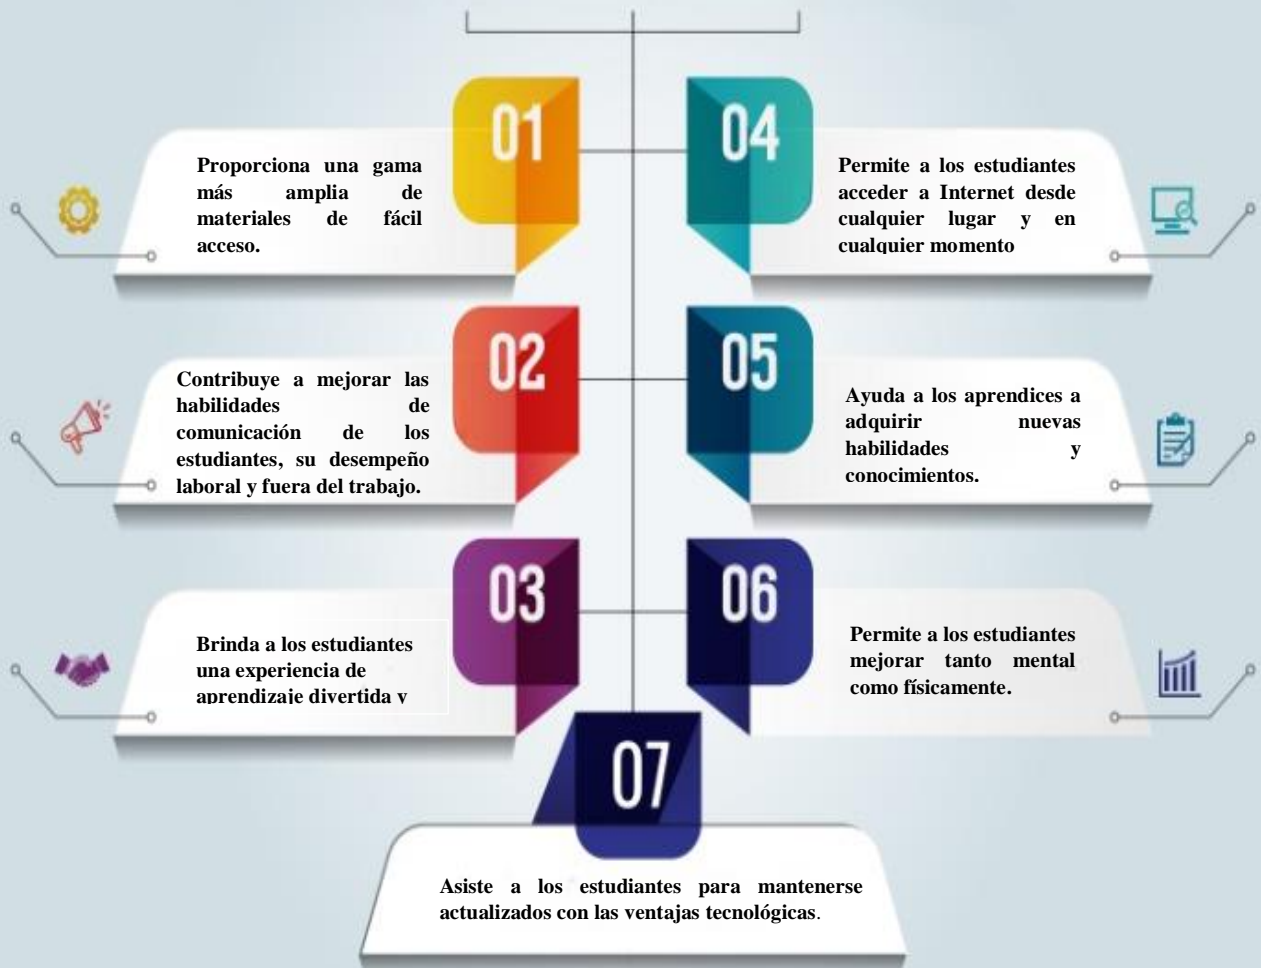 01
Proporciona una gama
más amplia de
materiales de fácil
acceso.
02
Contribuye a mejorar las
habilidades de
comunicación de los
estudiantes, su desempeño
laboral y fuera del trabajo.
03
Brinda a los estudiantes
una experiencia de
aprendizaje divertida y
04
Permite a los estudiantes
acceder a Internet desde
cualquier lugar y en
cualquier momento
05
Ayuda a los aprendices a
adquirir nuevas
habilidades y
conocimientos.
06
Permite a los estudiantes
mejorar tanto mental
como físicamente.
07
Asiste a los estudiantes para mantenerse
actualizados con las ventajas tecnológicas.